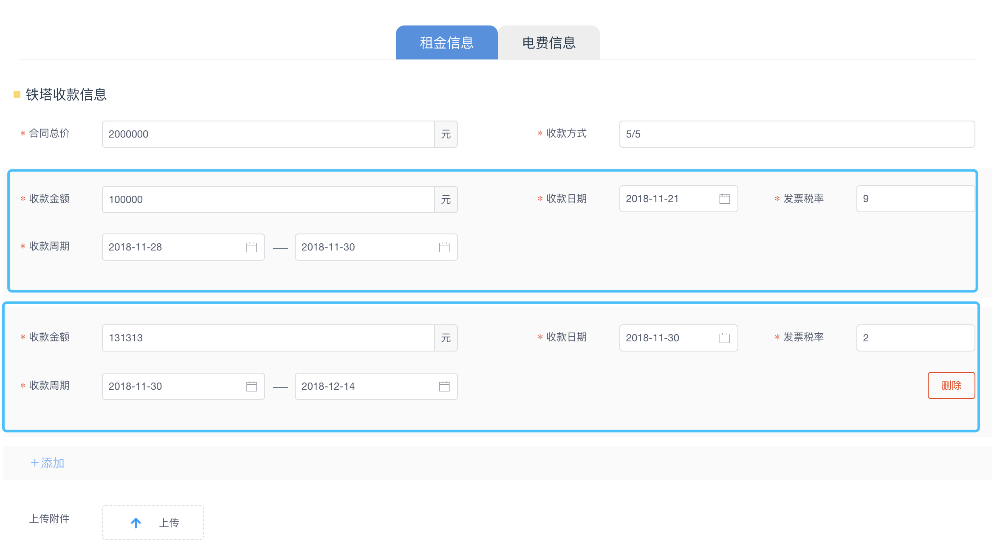 租金信息 电费信息
铁塔收款信息
* 合同总价 2000000 元 * 收款方式 5/5
* 收款金额 100000 元 * 收款日期 2018-11-21 * 发票税率 9
* 收款周期 2018-11-28 — 2018-11-30
* 收款金额 131313 元 * 收款日期 2018-11-30 * 发票税率 2
* 收款周期 2018-11-30 — 2018-12-14 删除
+添加
上传附件 上传